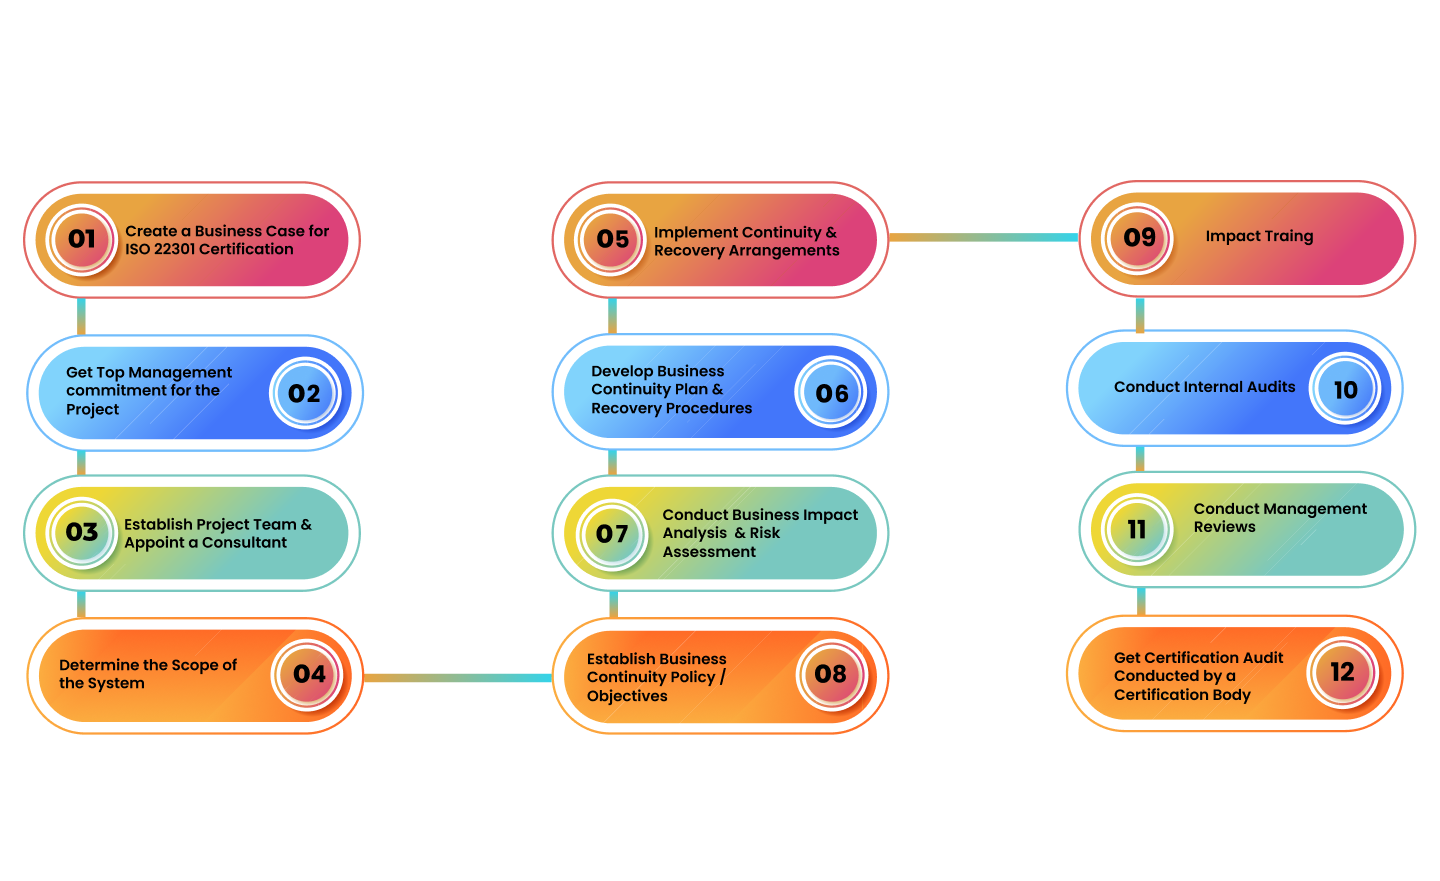 01
Create a Business Case for
ISO 22301 Certification
02
Get Top Management
commitment for the
Project
03
Establish Project Team &
Appoint a Consultant
04
Determine the Scope of
the System
05
Implement Continuity &
Recovery Arrangements
06
Develop Business
Continuity Plan &
Recovery Procedures
07
Conduct Business Impact
Analysis & Risk
Assessment
08
Establish Business
Continuity Policy /
Objectives
09
Impact Traing
10
Conduct Internal Audits
11
Conduct Management
Reviews
12
Get Certification Audit
Conducted by a
Certification Body